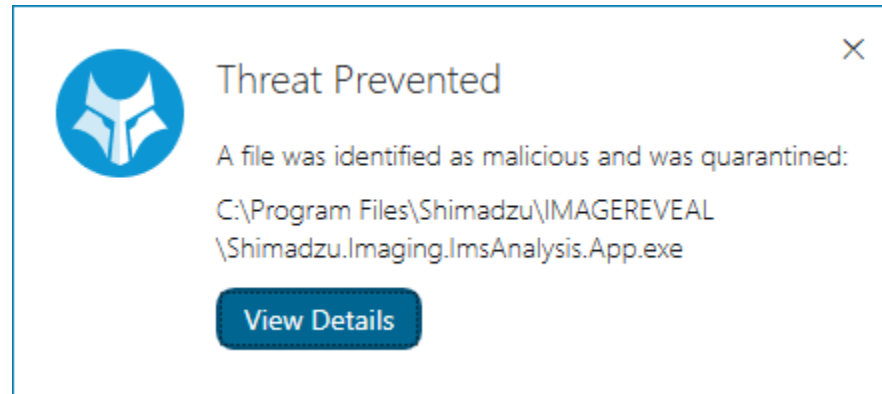 Threat Prevented
A file was identified as malicious and was quarantined:
C:\Program Files\Shimadzu\IMAGEREVEAL
\Shimadzu.Imaging.ImsAnalysis.App.exe
View Details